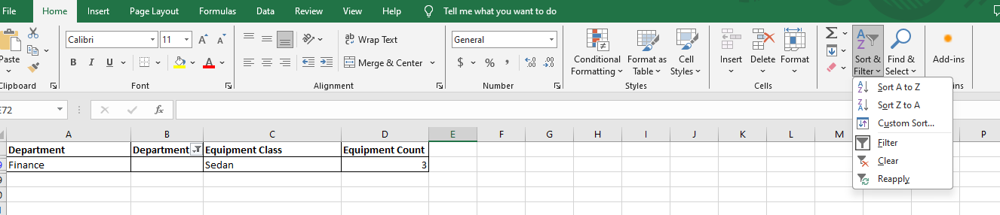 File Home Insert Page Layout Formulas Data Review View Help Tell me what you want to do
Calibri 11 A A ab Wrap Text General Σ A Z
Paste B I U A Merge & Center $ % , Conditional Formatting Format as Table Cell Styles Insert Delete Format Sort & Filter Find & Select Add-ins
Clipboard Font Alignment Number Styles Cells ins
E72 fx
Sort A to Z
Sort Z to A
Custom Sort...
Filter
Clear
Reapply
A B C D E F G H I J K L M P
Department Department Equipment Class Equipment Count
Finance Sedan 3